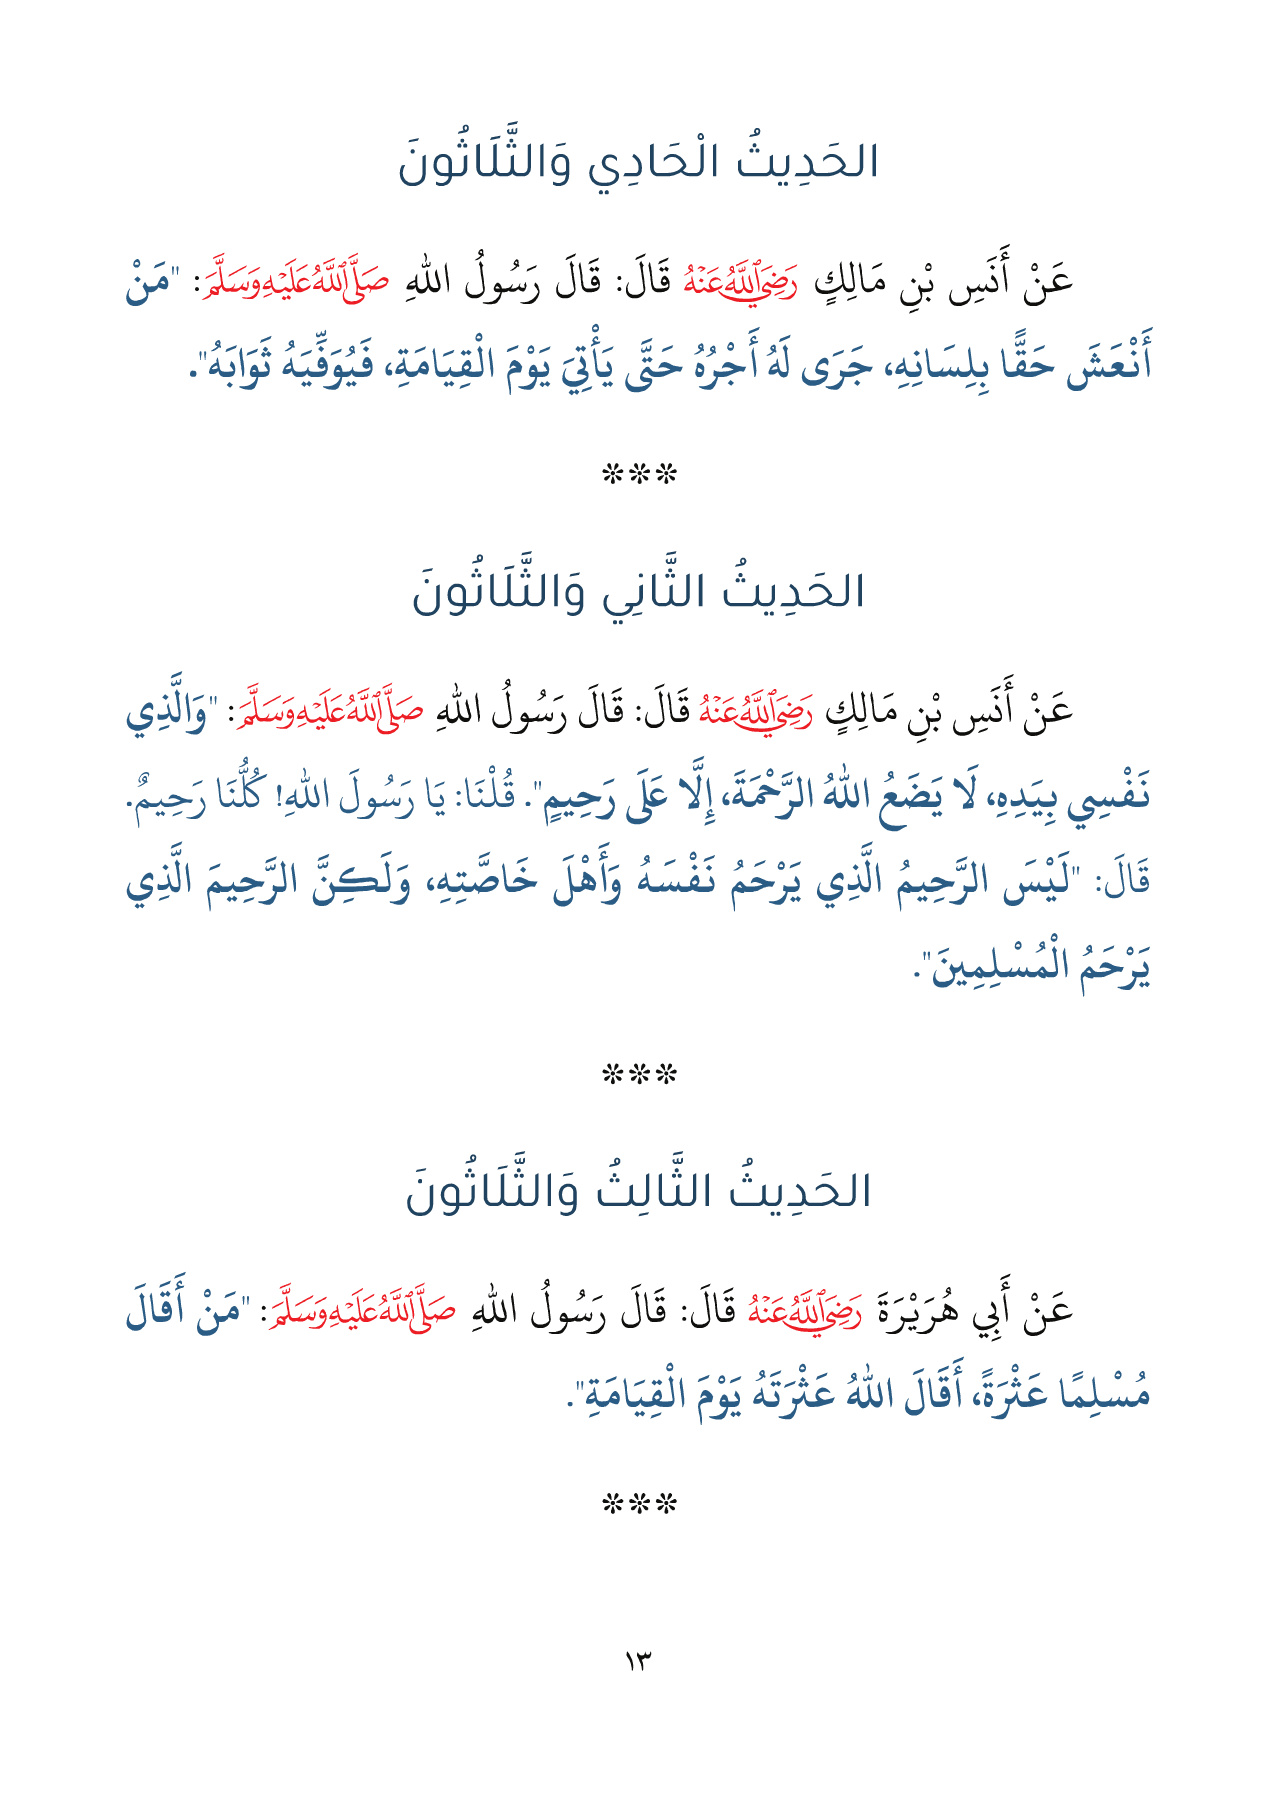 الحَدِيثُ الْحَادِي وَالثَّلَاثُونَ
عَنْ أَنَسِ بْنِ مَالِكٍ رَضِيَ اللَّهُ عَنْهُ قَالَ: قَالَ رَسُولُ اللهِ صَلَّى اللَّهُ عَلَيْهِ وَسَلَّمَ: "مَنْ
أَنْعَشَ حَقًّا بِلِسَانِهِ، جَرَى لَهُ أَجْرُهُ حَتَّى يَأْتِيَ يَوْمَ الْقِيَامَةِ، فَيُوَفِّيَهُ ثَوَابَهُ".
***
الحَدِيثُ الثَّانِي وَالثَّلَاثُونَ
عَنْ أَنَسِ بْنِ مَالِكٍ رَضِيَ اللَّهُ عَنْهُ قَالَ: قَالَ رَسُولُ اللهِ صَلَّى اللَّهُ عَلَيْهِ وَسَلَّمَ: "وَالَّذِي
نَفْسِي بِيَدِهِ، لَا يَضَعُ اللهُ الرَّحْمَةَ، إِلَّا عَلَى رَحِيمٍ". قُلْنَا: يَا رَسُولَ اللهِ! كُلُّنَا رَحِيمٌ.
قَالَ: "لَيْسَ الرَّحِيمُ الَّذِي يَرْحَمُ نَفْسَهُ وَأَهْلَ خَاصَّتِهِ، وَلَكِنَّ الرَّحِيمَ الَّذِي
يَرْحَمُ الْمُسْلِمِينَ".
***
الحَدِيثُ الثَّالِثُ وَالثَّلَاثُونَ
عَنْ أَبِي هُرَيْرَةَ رَضِيَ اللَّهُ عَنْهُ قَالَ: قَالَ رَسُولُ اللهِ صَلَّى اللَّهُ عَلَيْهِ وَسَلَّمَ: "مَنْ أَقَالَ
مُسْلِمًا عَثْرَةً، أَقَالَ اللهُ عَثْرَتَهُ يَوْمَ الْقِيَامَةِ".
***
١٣